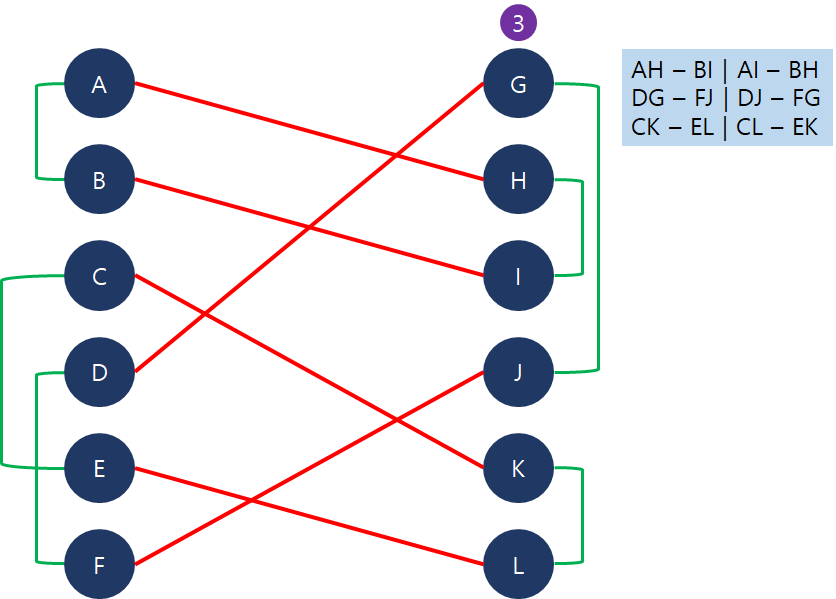 3
A
G
B
H
C
I
D
J
E
K
F
L
AH – BI | AI – BH
DG – FJ | DJ – FG
CK – EL | CL – EK